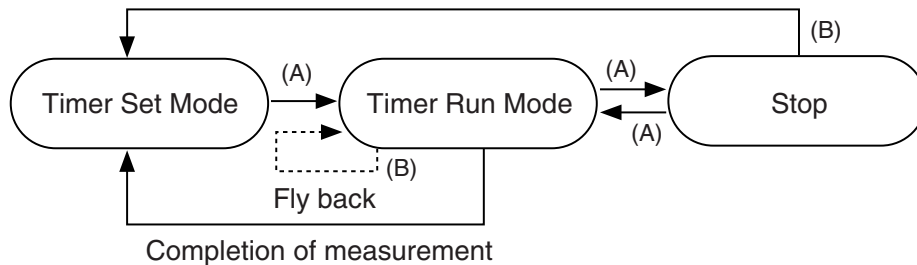 (B)
(A)
(A)
Timer Set Mode
Timer Run Mode
Stop
(A)
(B)
Fly back
Completion of measurement